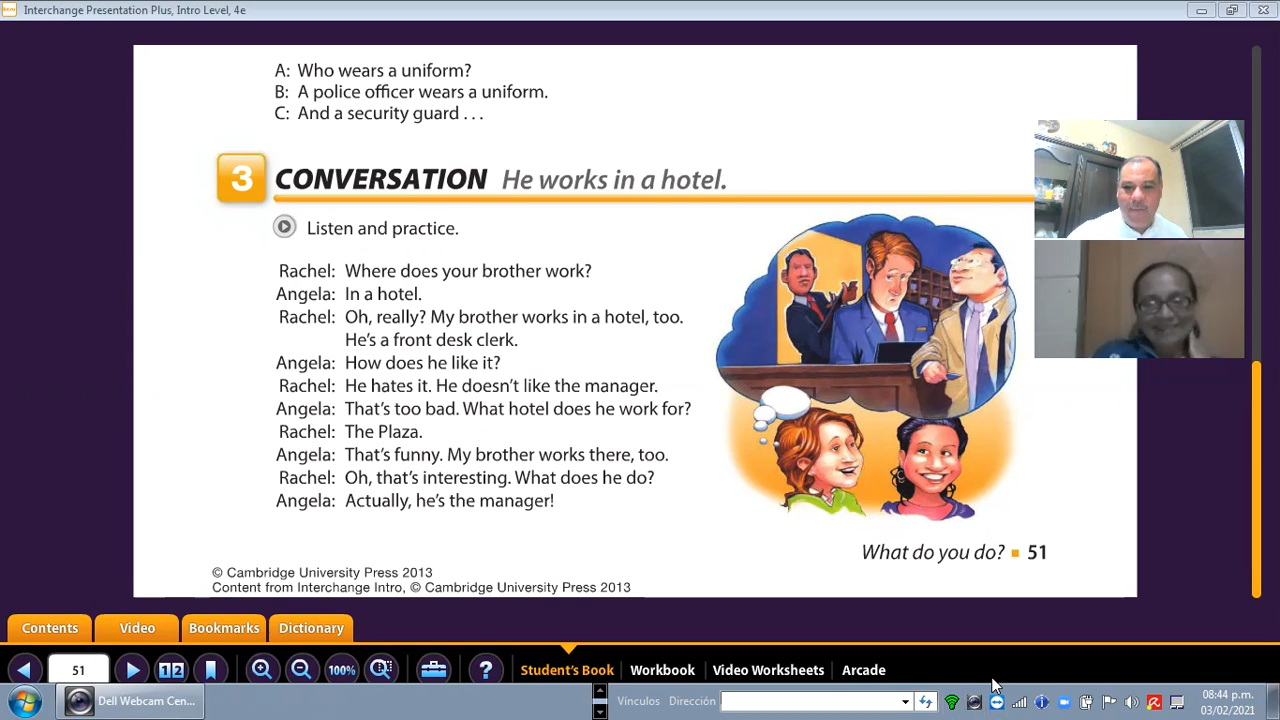 Interchange Presentation Plus, Intro Level, 4e
A: Who wears a uniform?
B: A police officer wears a uniform.
C: And a security guard . . .
3 CONVERSATION He works in a hotel.
Listen and practice.
Rachel: Where does your brother work?
Angela: In a hotel.
Rachel: Oh, really? My brother works in a hotel, too.
He's a front desk clerk.
Angela: How does he like it?
Rachel: He hates it. He doesn't like the manager.
Angela: That's too bad. What hotel does he work for?
Rachel: The Plaza.
Angela: That's funny. My brother works there, too.
Rachel: Oh, that's interesting. What does he do?
Angela: Actually, he's the manager!
What do you do? ■ 51
© Cambridge University Press 2013
Content from Interchange Intro, © Cambridge University Press 2013
Contents Video Bookmarks Dictionary
51 12 100% ? Student's Book Workbook Video Worksheets Arcade
Dell Webcam Cen... Vínculos Dirección 08:44 p.m.
03/02/2021